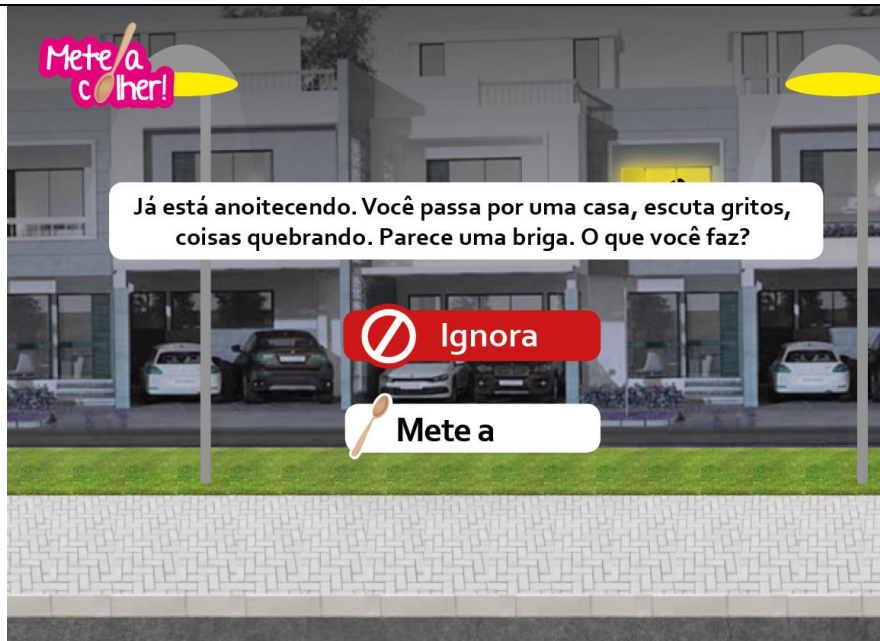 Mete a
colher!
Já está anoitecendo. Você passa por uma casa, escuta gritos,
coisas quebrando. Parece uma briga. O que você faz?
Ignora
Mete a